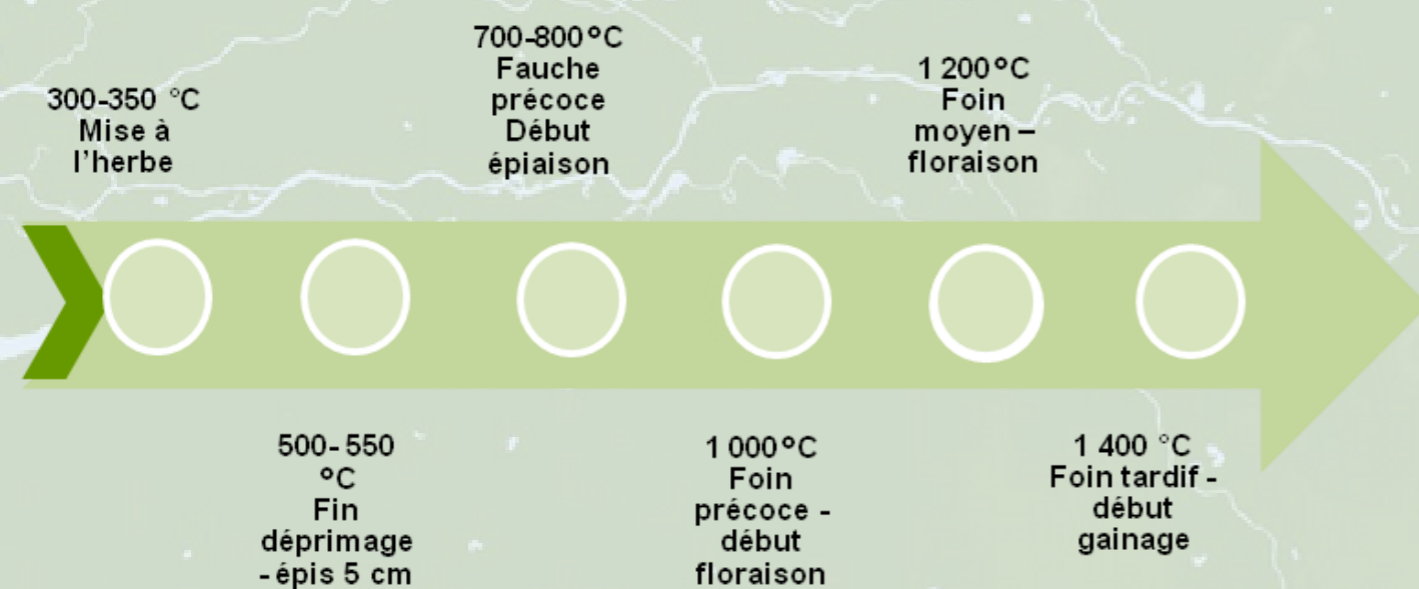 300-350 °C
Mise à
l'herbe
500-550
°C
Fin
déprimage
-épis 5 cm
700-800°C
Fauche
précoce
Début
épiaison
1 000°C
Foin
précoce -
début
floraison
1 200°C
Foin
moyen –
floraison
1 400 °C
Foin tardif -
début
gainage